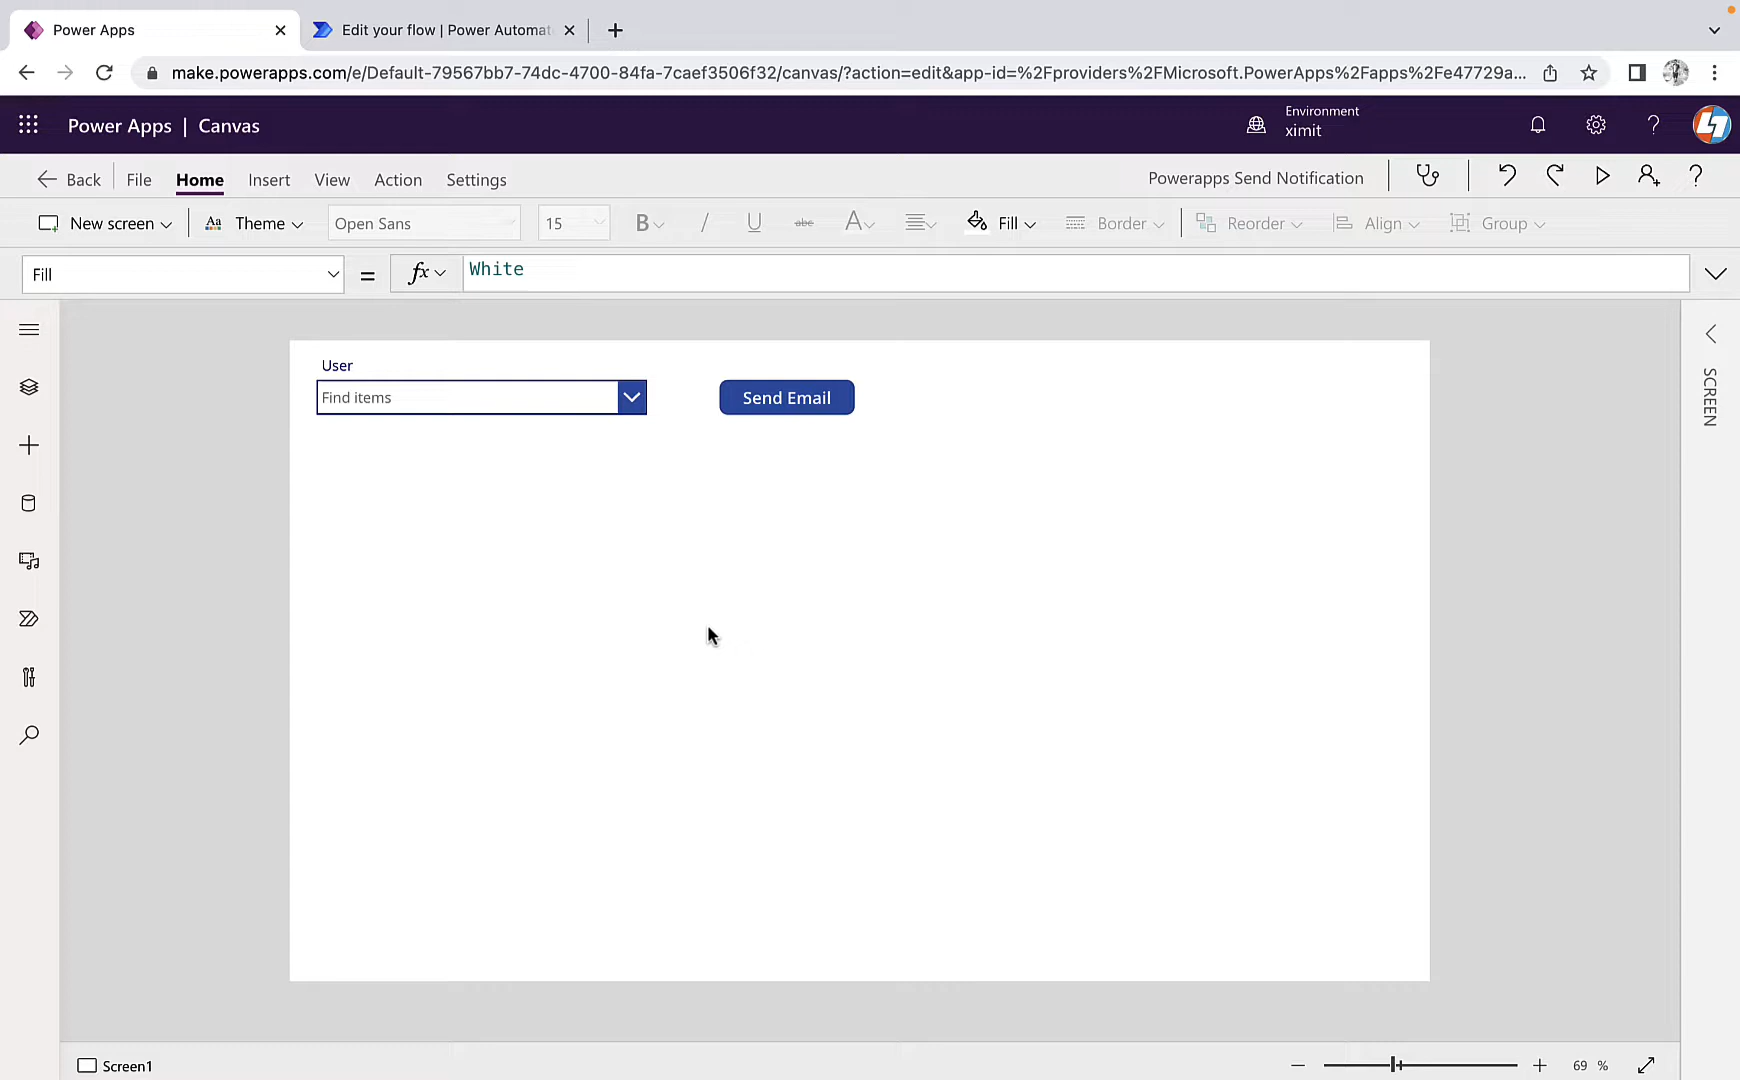 Power Apps
Edit your flow | Power Automat
make.powerapps.com/e/Default-79567bb7-74dc-4700-84fa-7caef3506f32/canvas/?action=edit&app-id=%2Fproviders%2FMicrosoft.PowerApps%2Fapps%2Fe47729a...
Power Apps | Canvas
Environment
ximit
Back File Home Insert View Action Settings
Powerapps Send Notification
New screen Theme Open Sans 15 B / U abc A Fill Border Reorder Align Group
Fill = fx White
User
Find items
Send Email
SCREEN
Screen1
69 %